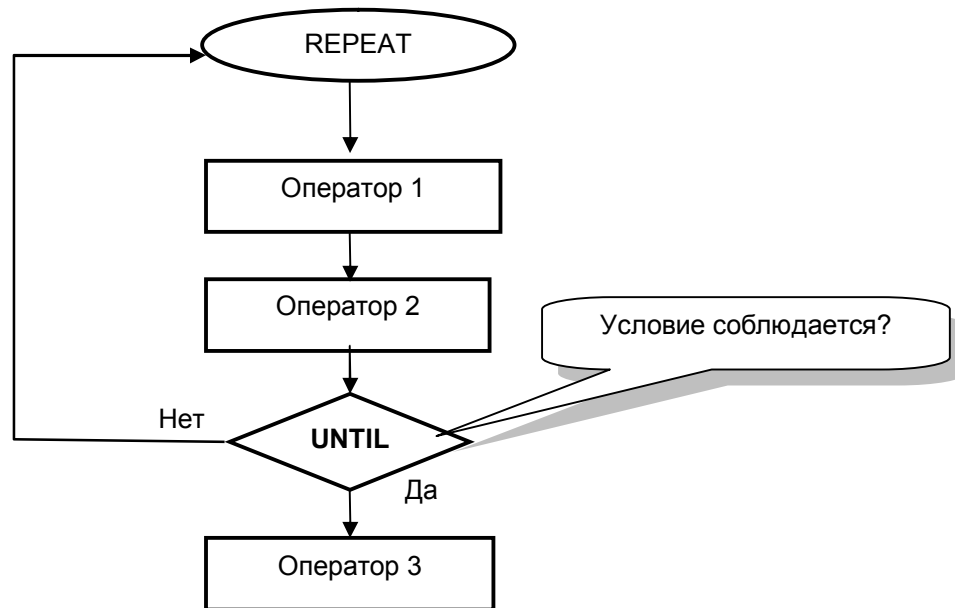 REPEAT
Оператор 1
Оператор 2
Условие соблюдается?
Нет
UNTIL
Да
Оператор 3